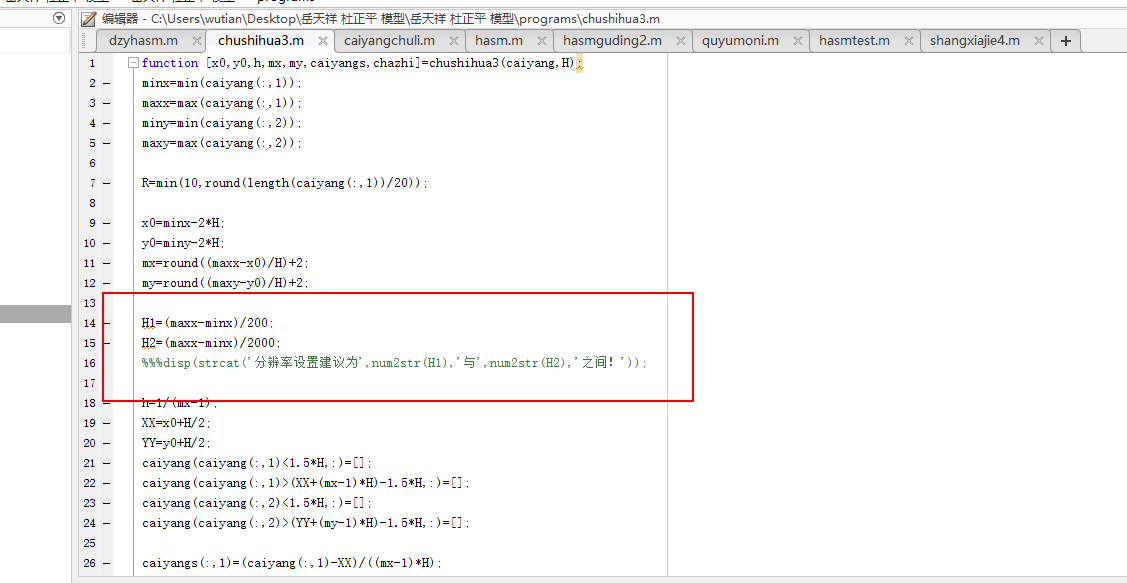 编辑器 - C:\Users\wutian\Desktop\岳天祥 杜正平 模型\岳天祥 杜正平 模型\programs\chushihua3.m
dzyhasm.m × chushihua3.m × caiyangchuli.m × hasm.m × hasmguding2.m × quyumoni.m × hasmtest.m × shangxiajie4.m × +
1 function [x0,y0,h,mx,my,caiyangs,chazhi]=chushihua3(caiyang,H);
2 – minx=min(caiyang(:,1));
3 – maxx=max(caiyang(:,1));
4 – miny=min(caiyang(:,2));
5 – maxy=max(caiyang(:,2));
6
7 – R=min(10,round(length(caiyang(:,1))/20));
8
9 – x0=minx-2*H;
10 – y0=miny-2*H;
11 – mx=round((maxx-x0)/H)+2;
12 – my=round((maxy-y0)/H)+2;
13
14 – H1=(maxx-minx)/200;
15 – H2=(maxx-minx)/2000;
16 %%%disp(strcat('分辨率设置建议为',num2str(H1),'与',num2str(H2),'之间！'));
17
18 – h=1/(mx-1);
19 – XX=x0+H/2;
20 – YY=y0+H/2;
21 – caiyang(caiyang(:,1)<1.5*H,:)=[];
22 – caiyang(caiyang(:,1)>(XX+(mx-1)*H)-1.5*H,:)=[];
23 – caiyang(caiyang(:,2)<1.5*H,:)=[];
24 – caiyang(caiyang(:,2)>(YY+(my-1)*H)-1.5*H,:)=[];
25
26 – caiyangs(:,1)=(caiyang(:,1)-XX)/((mx-1)*H);